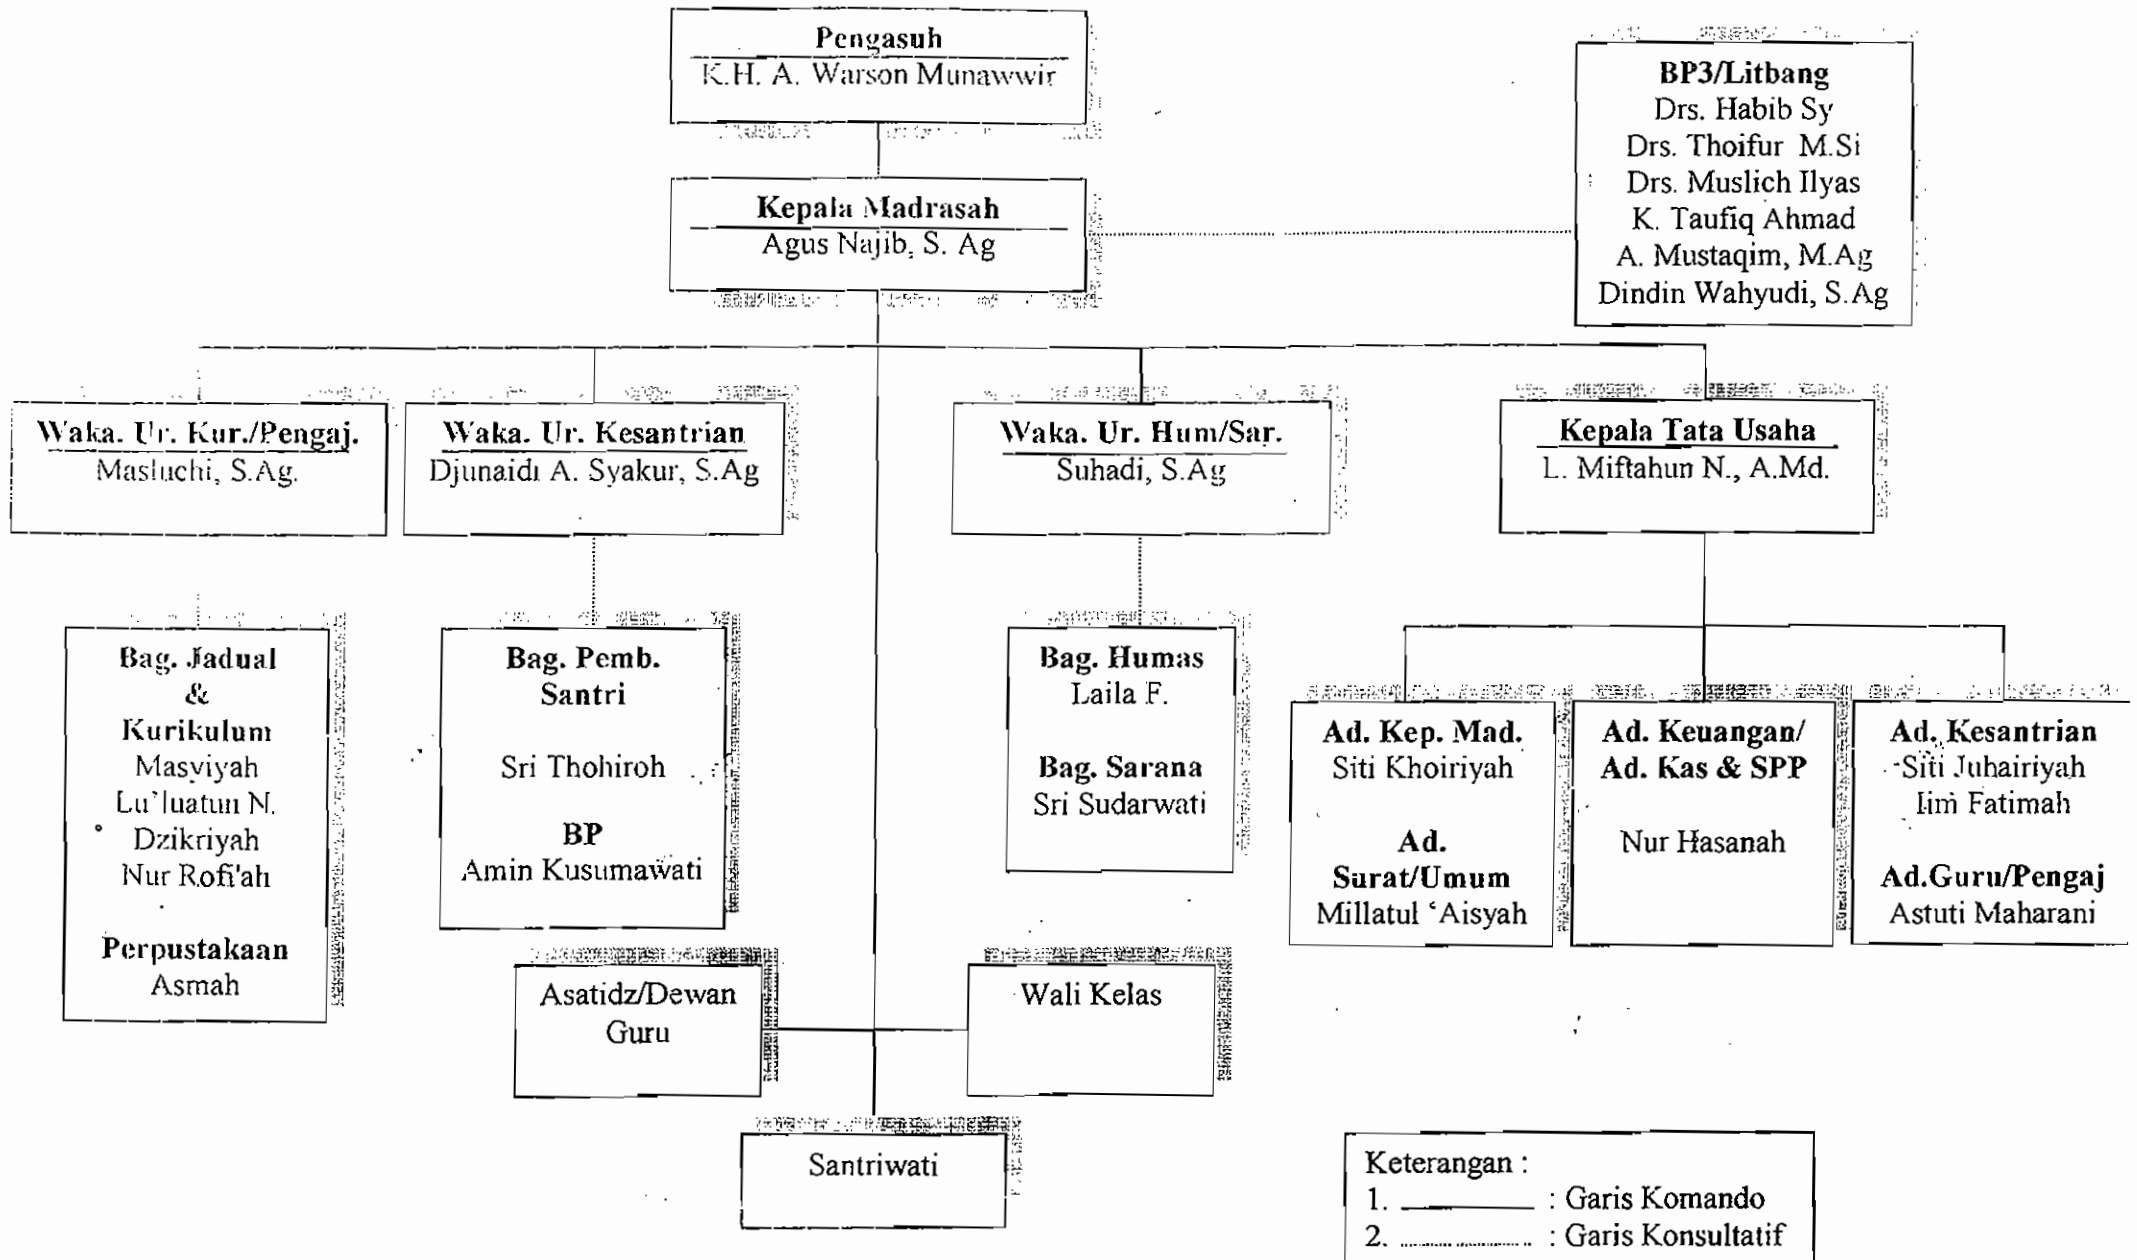 Pengasuh
K.H. A. Warson Munawwir
BP3/Litbang
Drs. Habib Sy
Drs. Thoifur M.Si
Drs. Muslich Ilyas
K. Taufiq Ahmad
A. Mustaqim, M.Ag
Dindin Wahyudi, S.Ag
Kepala Madrasah
Agus Najib, S. Ag
Waka. Ur. Kur./Pengaj.
Masluchi, S.Ag.
Waka. Ur. Kesantrian
Djunaidi A. Syakur, S.Ag
Waka. Ur. Hum/Sar.
Suhadi, S.Ag
Kepala Tata Usaha
L. Miftahun N., A.Md.
Bag. Jadual
&
Kurikulum
Masyiyah
Lu'luatun N.
Dzikriyah
Nur Rofi'ah
Perpustakaan
Asmah
Bag. Pemb.
Santri
Sri Thohiroh
BP
Amin Kusumawati
Bag. Humas
Laila F.
Bag. Sarana
Sri Sudarwati
Ad. Kep. Mad.
Siti Khoiriyah
Ad.
Surat/Umum
Millatul ‘Aisyah
Ad. Keuangan/
Ad. Kas & SPP
Nur Hasanah
Ad. Kesantrian
Siti Juhairiyah
Iim Fatimah
Ad.Guru/Pengaj
Astuti Maharani
Asatidz/Dewan
Guru
Wali Kelas
Santriwati
Keterangan :
1. ________ : Garis Komando
2. ................ : Garis Konsultatif